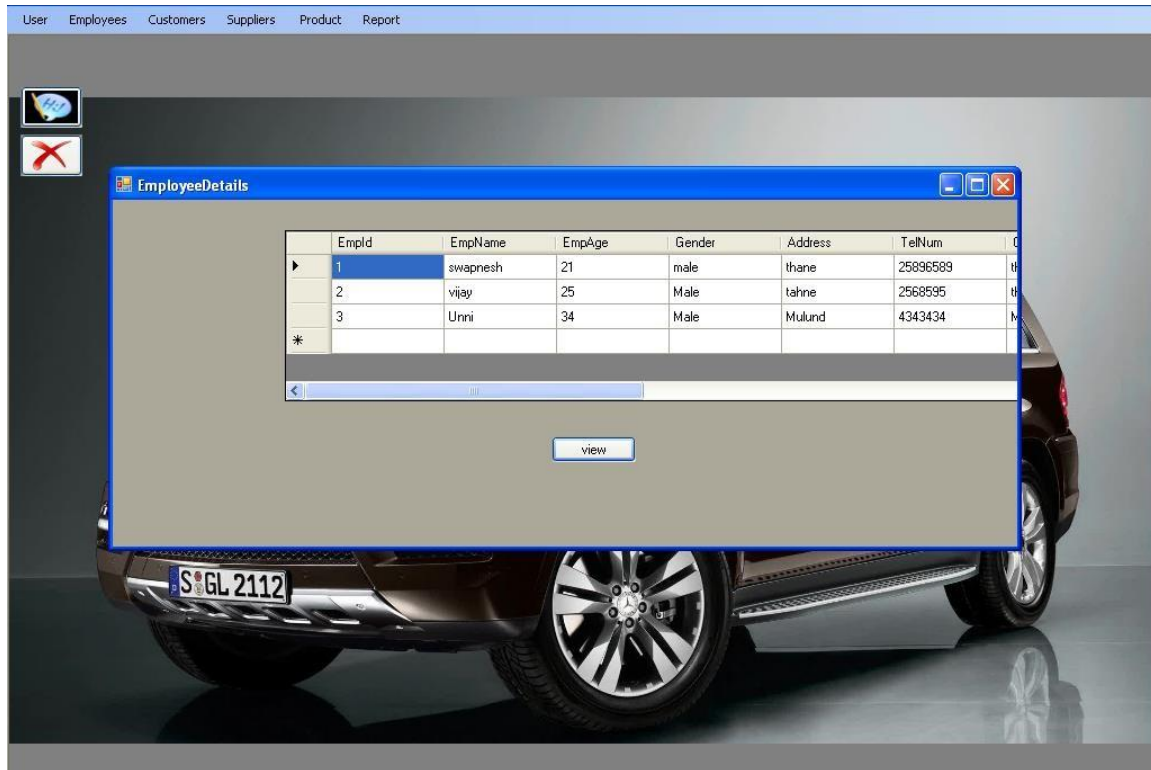 User Employees Customers Suppliers Product Report
EmployeeDetails
EmpId EmpName EmpAge Gender Address TelNum
1 swapnesh 21 male thane 25896589
2 vijay 25 Male tahne 2568595
3 Unni 34 Male Mulund 4343434
view
S GL 2112